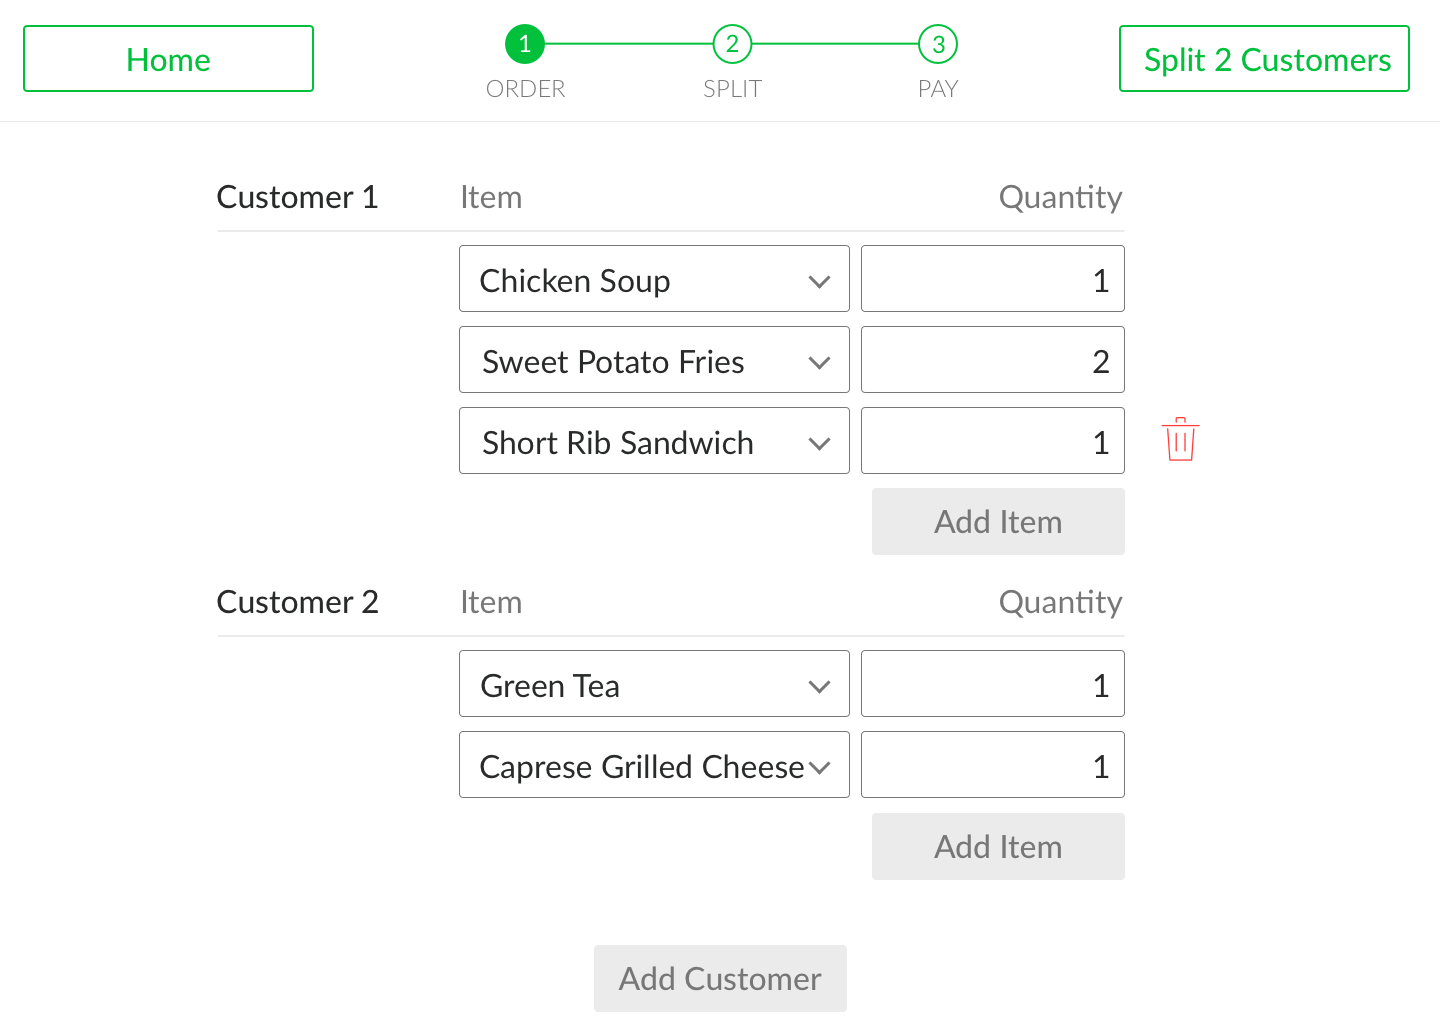 Home
1 2 3
ORDER SPLIT PAY
Split 2 Customers
Customer 1 Item Quantity
Chicken Soup 1
Sweet Potato Fries 2
Short Rib Sandwich 1
Add Item
Customer 2 Item Quantity
Green Tea 1
Caprese Grilled Cheese 1
Add Item
Add Customer